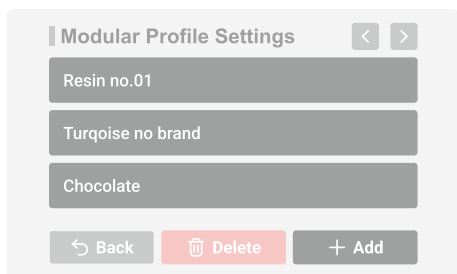 Modular Profile Settings
Resin no.01
Turqoise no brand
Chocolate
Back Delete Add